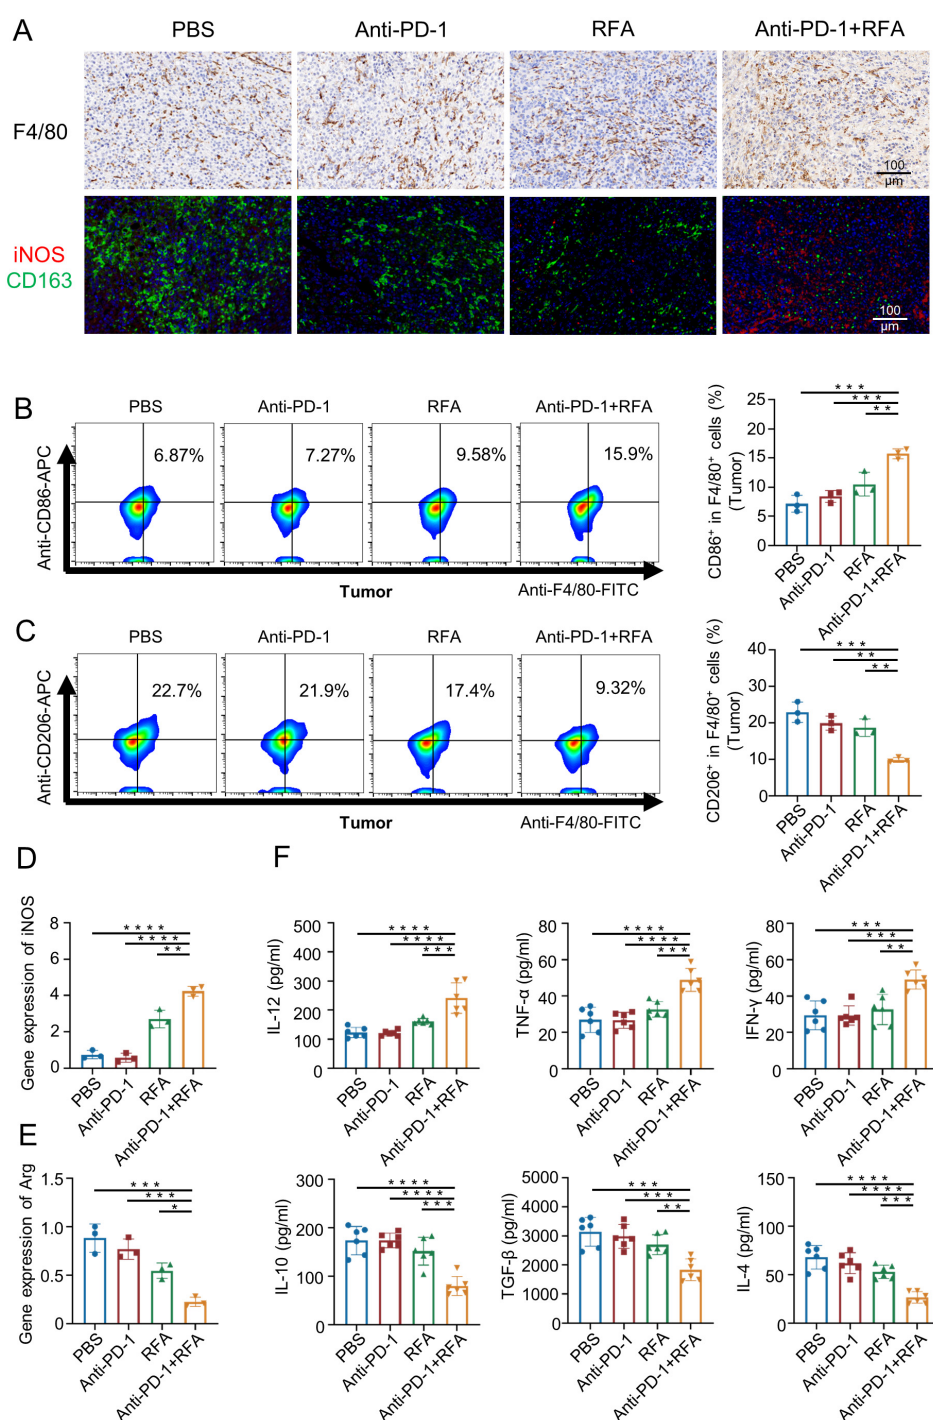 A
PBS
Anti-PD-1
RFA
Anti-PD-1+RFA
F4/80
100
µm
iNOS
CD163
100
µm
B
PBS
Anti-PD-1
RFA
Anti-PD-1+RFA
6.87%
7.27%
9.58%
15.9%
Anti-CD86-APC
Tumor
Anti-F4/80-FITC
CD86+ in F4/80+ cells (%)
(Tumor)
25
20
15
10
5
0
***
***
**
PBS
Anti-PD-1
RFA
Anti-PD-1+RFA
C
PBS
Anti-PD-1
RFA
Anti-PD-1+RFA
22.7%
21.9%
17.4%
9.32%
Anti-CD206-APC
Tumor
Anti-F4/80-FITC
CD206+ in F4/80+ cells (%)
(Tumor)
40
30
20
10
0
***
**
**
PBS
Anti-PD-1
RFA
Anti-PD-1+RFA
D
Gene expression of iNOS
8
6
4
2
0
****
****
**
PBS
Anti-PD-1
RFA
Anti-PD-1+RFA
F
IL-12 (pg/ml)
500
400
300
200
100
0
****
****
***
PBS
Anti-PD-1
RFA
Anti-PD-1+RFA
TNF-α (pg/ml)
80
60
40
20
0
****
****
***
PBS
Anti-PD-1
RFA
Anti-PD-1+RFA
IFN-γ (pg/ml)
80
60
40
20
0
***
***
**
PBS
Anti-PD-1
RFA
Anti-PD-1+RFA
E
Gene expression of Arg
1.5
1.0
0.5
0
***
***
*
PBS
Anti-PD-1
RFA
Anti-PD-1+RFA
IL-10 (pg/ml)
300
200
100
0
****
****
***
PBS
Anti-PD-1
RFA
Anti-PD-1+RFA
TGF-β (pg/ml)
5000
4000
3000
2000
1000
0
***
***
**
PBS
Anti-PD-1
RFA
Anti-PD-1+RFA
IL-4 (pg/ml)
150
100
50
0
****
****
***
PBS
Anti-PD-1
RFA
Anti-PD-1+RFA